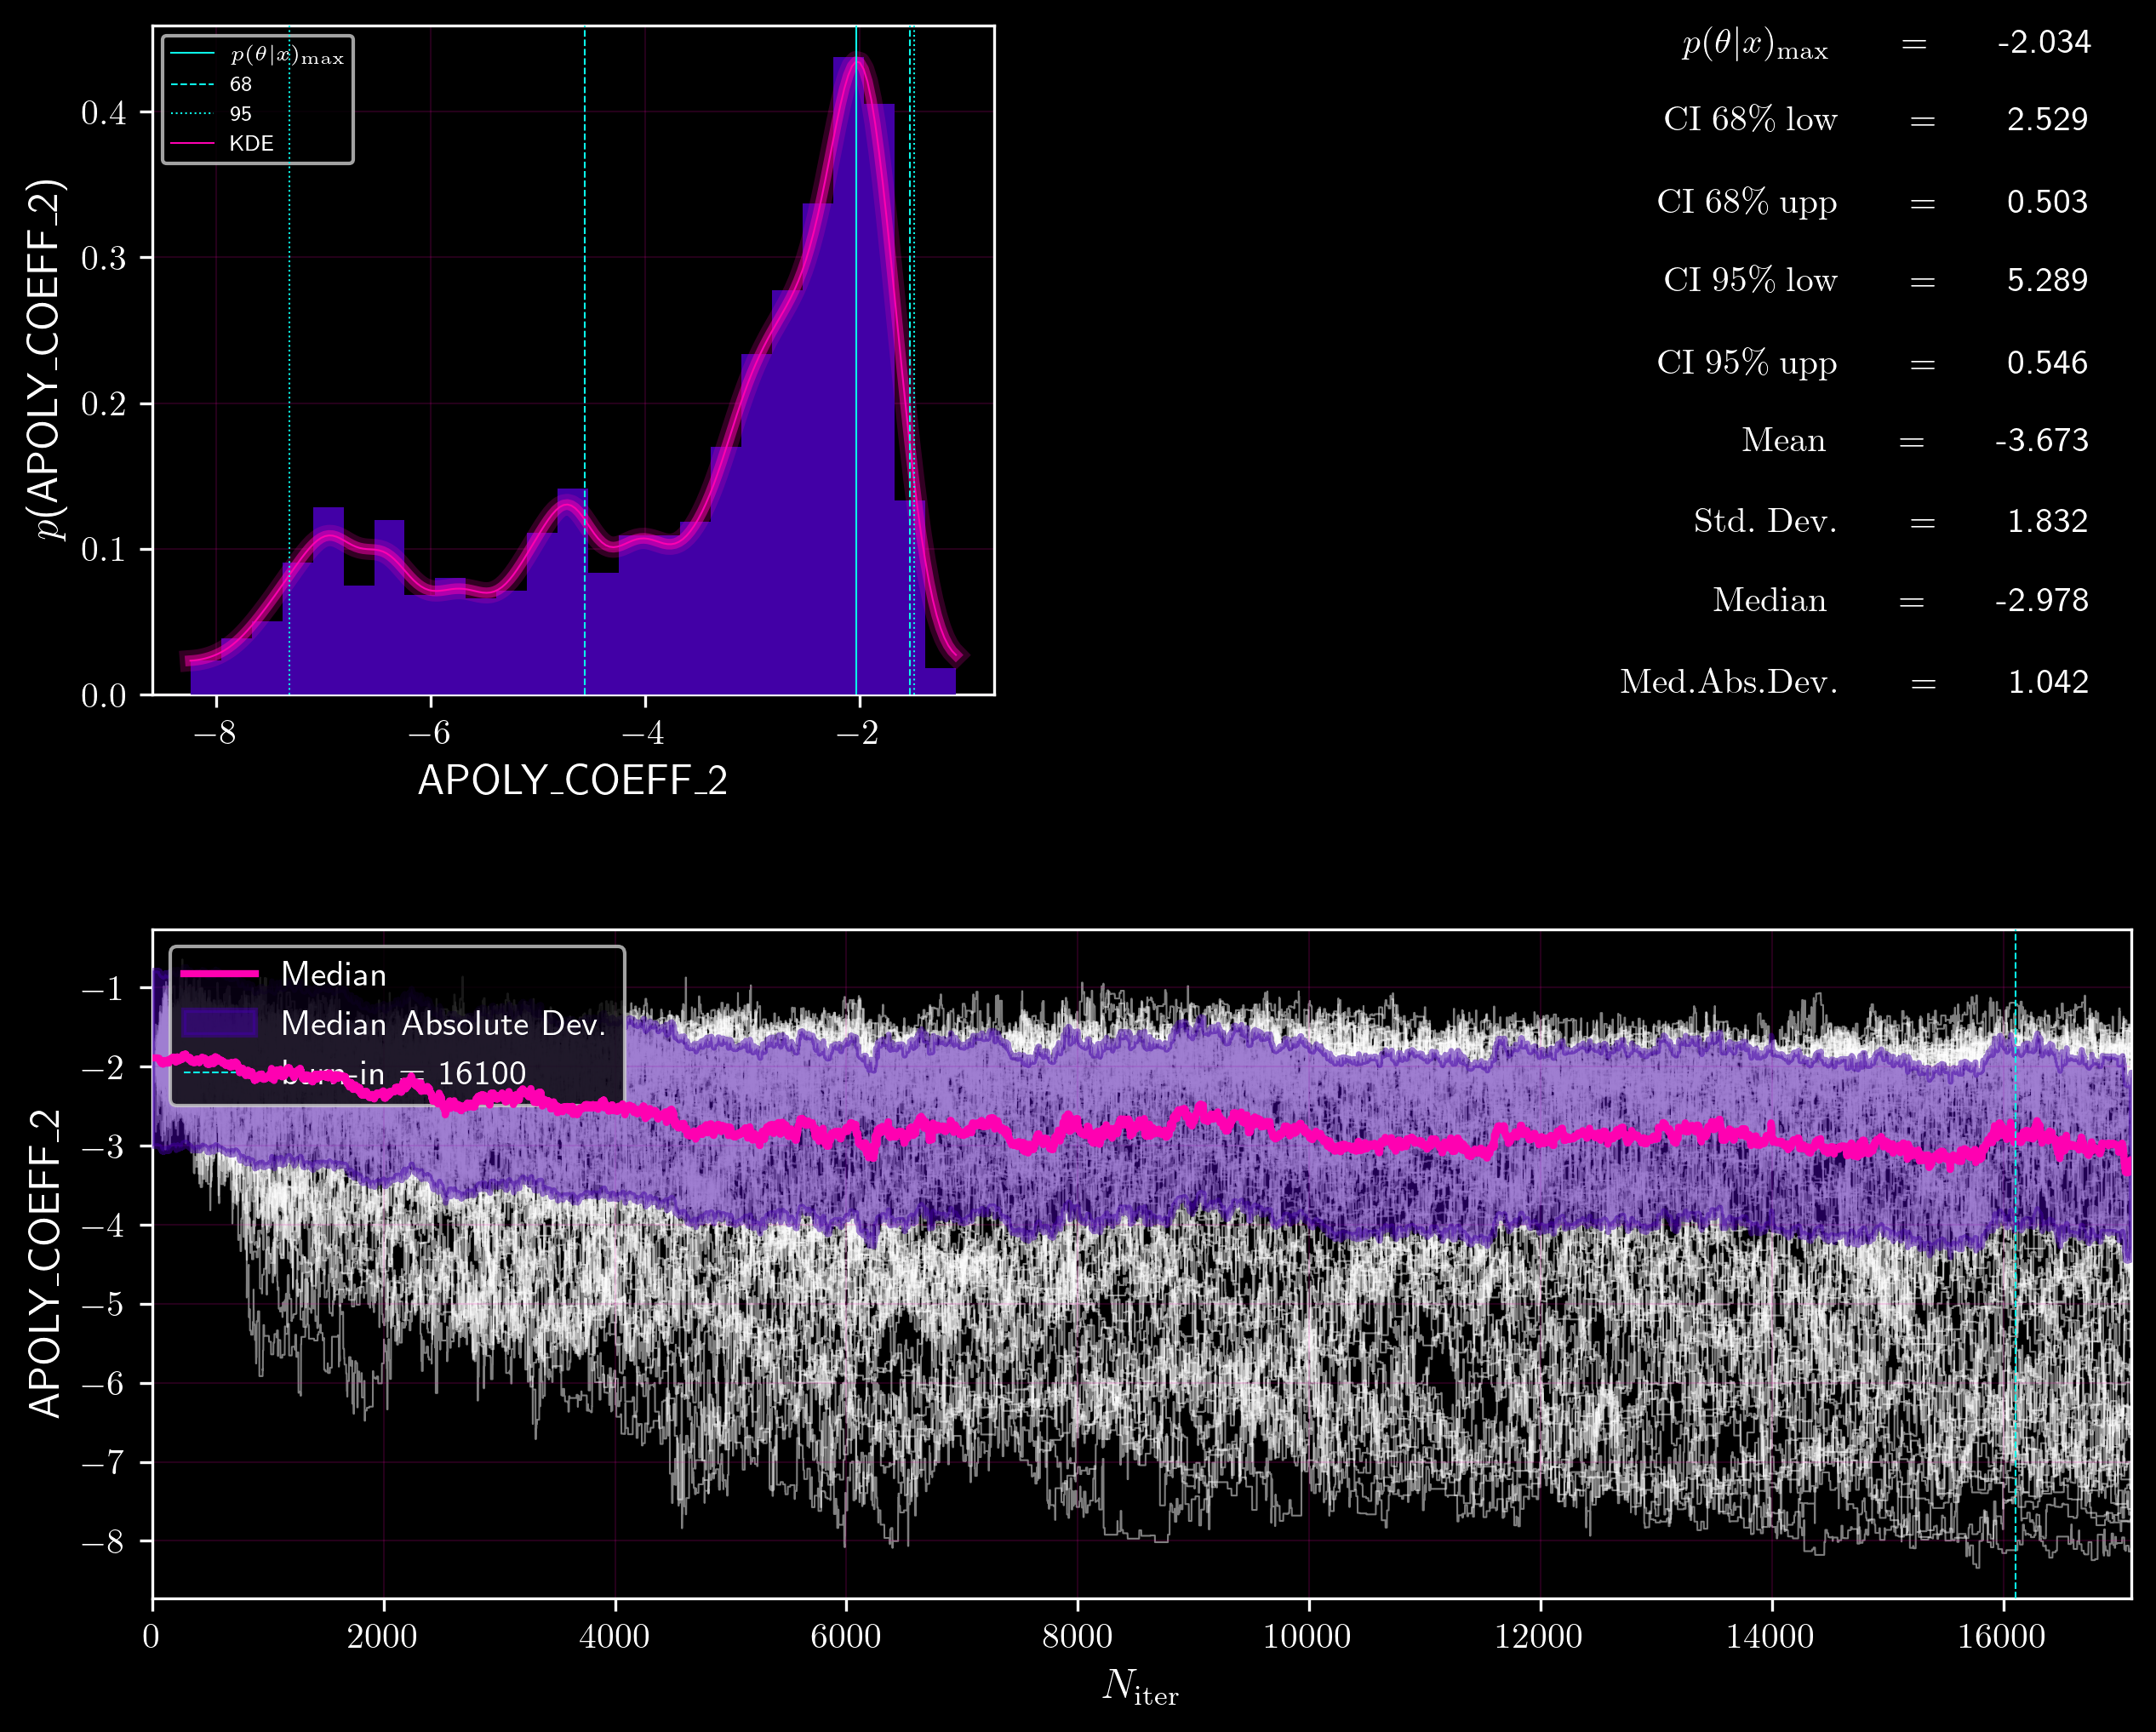 p(θ|x)max
68
95
KDE
0.4
0.3
0.2
0.1
0.0
p(APOLY_COEFF_2)
−8 −6 −4 −2
APOLY_COEFF_2
p(θ|x)max = -2.034
CI 68% low = 2.529
CI 68% upp = 0.503
CI 95% low = 5.289
CI 95% upp = 0.546
Mean = -3.673
Std. Dev. = 1.832
Median = -2.978
Med.Abs.Dev. = 1.042
Median
Median Absolute Dev.
burn-in = 16100
−1
−2
−3
−4
−5
−6
−7
−8
APOLY_COEFF_2
0 2000 4000 6000 8000 10000 12000 14000 16000
Niter